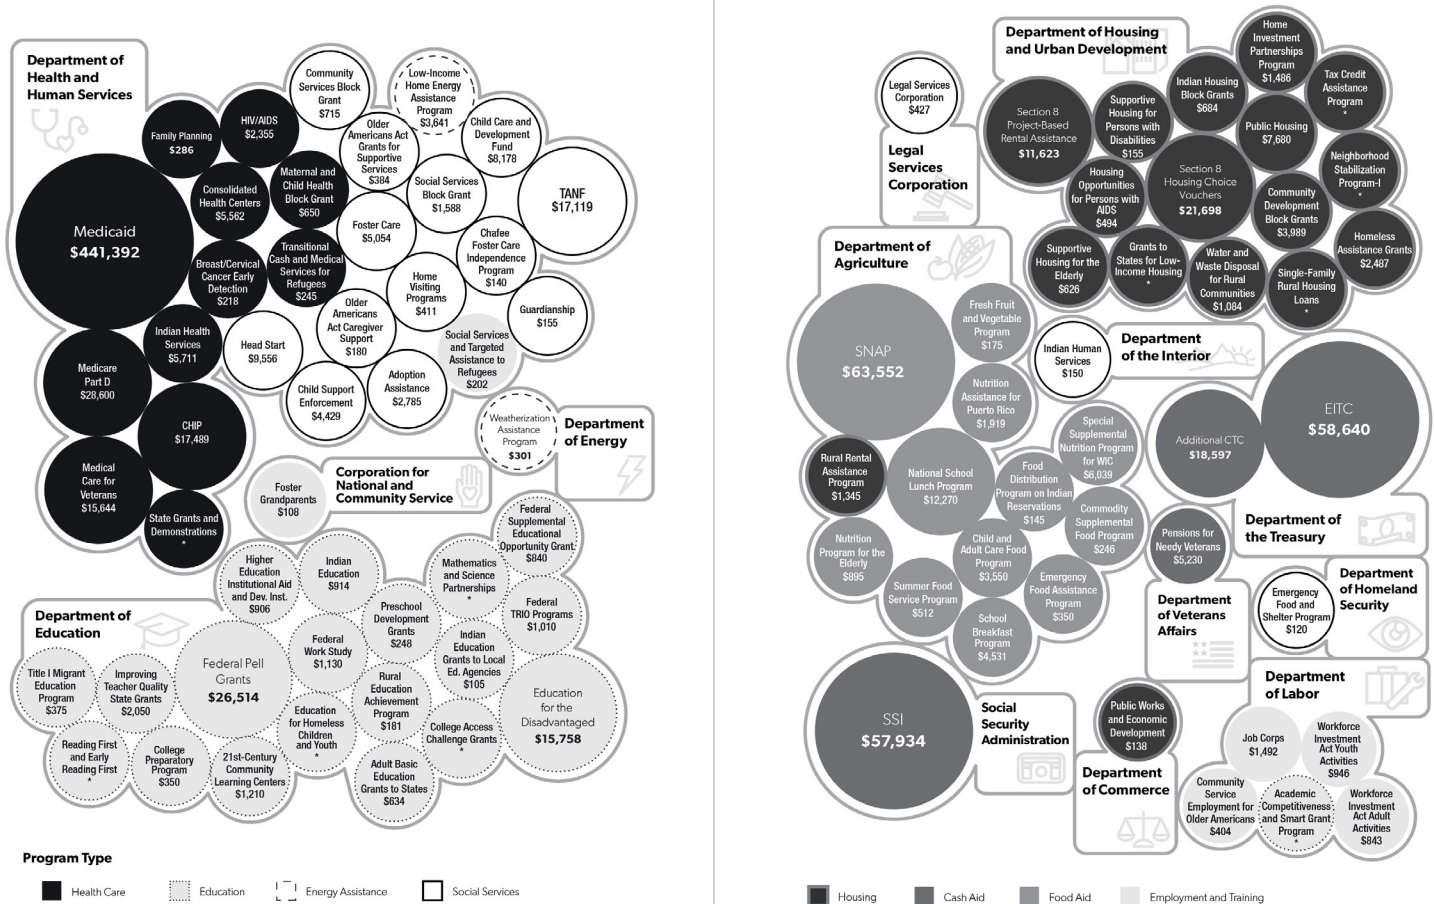 Department of
Health and
Human Services
Family Planning
$286
HIV/AIDS
$2,355
Community
Services Block
Grant
$715
Low-Income
Home Energy
Assistance
Program
$3,641
Older
Americans Act
Grants for
Supportive
Services
$384
Child Care and
Development
Fund
$8,178
TANF
$17,119
Medicaid
$441,392
Consolidated
Health Centers
$5,562
Maternal and
Child Health
Block Grant
$650
Social Services
Block Grant
$1,588
Foster Care
$5,054
Breast/Cervical
Cancer Early
Detection
$218
Transitional
Cash and Medical
Services for
Refugees
$245
Chafee
Foster Care
Independence
Program
$140
Home
Visiting
Programs
$411
Guardianship
$155
Indian Health
Services
$5,711
Head Start
$9,556
Older
Americans
Act Caregiver
Support
$180
Social Services
and Targeted
Assistance to
Refugees
$202
Medicare
Part D
$28,600
Child Support
Enforcement
$4,429
Adoption
Assistance
$2,785
CHIP
$17,489
Medical
Care for
Veterans
$15,644
State Grants and
Demonstrations
*
Weatherization
Assistance
Program
$301
Department
of Energy
Foster
Grandparents
$108
Corporation for
National and
Community Service
Department of
Education
Higher
Education
Institutional Aid
and Dev. Inst.
$906
Indian
Education
$914
Mathematics
and Science
Partnerships
*
Federal
Supplemental
Educational
Opportunity Grant
$840
Preschool
Development
Grants
$248
Federal
TRIO Programs
$1,010
Title I Migrant
Education
Program
$375
Improving
Teacher Quality
State Grants
$2,050
Federal Pell
Grants
$26,514
Federal
Work Study
$1,130
Indian
Education
Grants to Local
Ed. Agencies
$105
Rural
Education
Achievement
Program
$181
Education
for the
Disadvantaged
$15,758
Reading First
and Early
Reading First
*
College
Preparatory
Program
$350
21st-Century
Community
Learning Centers
$1,210
Education
for Homeless
Children
and Youth
*
College Access
Challenge Grants
*
Adult Basic
Education
Grants to States
$634
Program Type
Health Care
Education
Energy Assistance
Social Services
Legal Services
Corporation
$427
Legal
Services
Corporation
Department of Housing
and Urban Development
Home
Investment
Partnerships
Program
$1,486
Tax Credit
Assistance
Program
*
Section 8
Project-Based
Rental Assistance
$11,623
Supportive
Housing for
Persons with
Disabilities
$155
Indian Housing
Block Grants
$684
Public Housing
$7,680
Housing
Opportunities
for Persons with
AIDS
$494
Section 8
Housing Choice
Vouchers
$21,698
Neighborhood
Stabilization
Program-I
*
Community
Development
Block Grants
$3,989
Supportive
Housing for the
Elderly
$626
Grants to
States for Low-
Income Housing
*
Water and
Waste Disposal
for Rural
Communities
$1,084
Single-Family
Rural Housing
Loans
*
Homeless
Assistance Grants
$2,487
Department of
Agriculture
SNAP
$63,552
Fresh Fruit
and Vegetable
Program
$175
Nutrition
Assistance for
Puerto Rico
$1,919
Rural Rental
Assistance
Program
$1,345
National School
Lunch Program
$12,270
Food
Distribution
Program on Indian
Reservations
$145
Special
Supplemental
Nutrition Program
for WIC
$6,039
Commodity
Supplemental
Food Program
$246
Nutrition
Program for the
Elderly
$895
Child and
Adult Care Food
Program
$3,550
Summer Food
Service Program
$512
Emergency
Food Assistance
Program
$350
School
Breakfast
Program
$4,531
Indian Human
Services
$150
Department
of the Interior
Additional CTC
$18,597
EITC
$58,640
Department of
the Treasury
Pensions for
Needy Veterans
$5,230
Department
of Veterans
Affairs
Emergency
Food and
Shelter Program
$120
Department
of Homeland
Security
SSI
$57,934
Social
Security
Administration
Public Works
and Economic
Development
$138
Department
of Commerce
Department
of Labor
Job Corps
$1,492
Workforce
Investment
Act Youth
Activities
$946
Community
Service
Employment for
Older Americans
$404
Academic
Competitiveness
and Smart Grant
Program
*
Workforce
Investment
Act Adult
Activities
$843
Housing
Cash Aid
Food Aid
Employment and Training